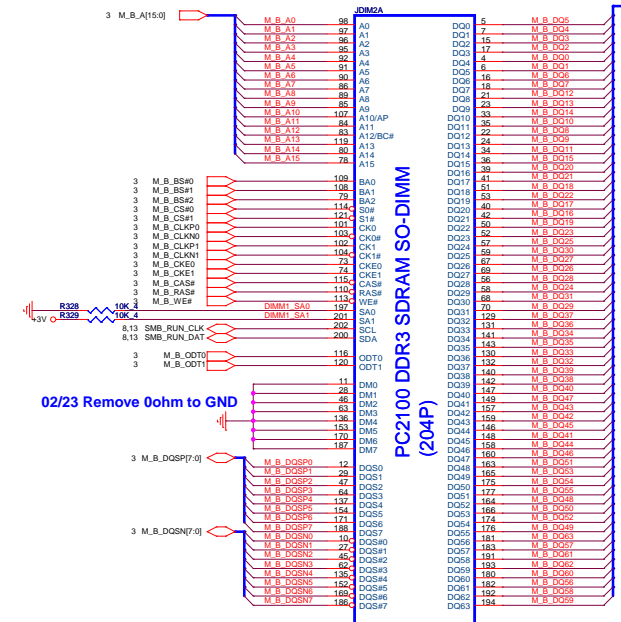 JDIM2A
3 M_B_A[15:0]
M_B_A0 98 A0
M_B_A1 97 A1
M_B_A2 96 A2
M_B_A3 95 A3
M_B_A4 92 A4
M_B_A5 91 A5
M_B_A6 90 A6
M_B_A7 86 A7
M_B_A8 89 A8
M_B_A9 85 A9
M_B_A10 107 A10/AP
M_B_A11 84 A11
M_B_A12 83 A12/BC#
M_B_A13 119 A13
M_B_A14 80 A14
M_B_A15 78 A15
3 M_B_BS#0 109 BA0
3 M_B_BS#1 108 BA1
3 M_B_BS#2 79 BA2
3 M_B_CS#0 114 S0#
3 M_B_CS#1 121 S1#
3 M_B_CLKP0 101 CK0
3 M_B_CLKN0 103 CK0#
3 M_B_CLKP1 102 CK1
3 M_B_CLKN1 104 CK1#
3 M_B_CKE0 73 CKE0
3 M_B_CKE1 74 CKE1
3 M_B_CAS# 115 CAS#
3 M_B_RAS# 110 RAS#
3 M_B_WE# 113 WE#
R328 10K_4 DIMM1_SA0 197 SA0
+3V R329 10K_4 DIMM1_SA1 201 SA1
8,13 SMB_RUN_CLK 202 SCL
8,13 SMB_RUN_DAT 200 SDA
3 M_B_ODT0 116 ODT0
3 M_B_ODT1 120 ODT1
02/23 Remove 0ohm to GND
11 DM0
28 DM1
46 DM2
63 DM3
136 DM4
153 DM5
170 DM6
187 DM7
3 M_B_DQSP[7:0]
M_B_DQSP0 12 DQS0
M_B_DQSP1 29 DQS1
M_B_DQSP2 47 DQS2
M_B_DQSP3 64 DQS3
M_B_DQSP4 137 DQS4
M_B_DQSP5 154 DQS5
M_B_DQSP6 171 DQS6
M_B_DQSP7 188 DQS7
3 M_B_DQSN[7:0]
M_B_DQSN0 10 DQS#0
M_B_DQSN1 27 DQS#1
M_B_DQSN2 45 DQS#2
M_B_DQSN3 62 DQS#3
M_B_DQSN4 135 DQS#4
M_B_DQSN5 152 DQS#5
M_B_DQSN6 169 DQS#6
M_B_DQSN7 186 DQS#7
PC2100 DDR3 SDRAM SO-DIMM
(204P)
DQ0 5 M_B_DQ5
DQ1 7 M_B_DQ4
DQ2 15 M_B_DQ3
DQ3 17 M_B_DQ2
DQ4 4 M_B_DQ0
DQ5 6 M_B_DQ1
DQ6 16 M_B_DQ6
DQ7 18 M_B_DQ7
DQ8 21 M_B_DQ12
DQ9 23 M_B_DQ13
DQ10 33 M_B_DQ14
DQ11 35 M_B_DQ10
DQ12 22 M_B_DQ8
DQ13 24 M_B_DQ9
DQ14 34 M_B_DQ11
DQ15 36 M_B_DQ15
DQ16 39 M_B_DQ20
DQ17 41 M_B_DQ21
DQ18 51 M_B_DQ18
DQ19 53 M_B_DQ22
DQ20 40 M_B_DQ17
DQ21 42 M_B_DQ16
DQ22 50 M_B_DQ19
DQ23 52 M_B_DQ23
DQ24 57 M_B_DQ25
DQ25 59 M_B_DQ30
DQ26 67 M_B_DQ27
DQ27 69 M_B_DQ26
DQ28 56 M_B_DQ28
DQ29 58 M_B_DQ24
DQ30 68 M_B_DQ31
DQ31 70 M_B_DQ29
DQ32 129 M_B_DQ37
DQ33 131 M_B_DQ36
DQ34 141 M_B_DQ34
DQ35 143 M_B_DQ35
DQ36 130 M_B_DQ33
DQ37 132 M_B_DQ32
DQ38 140 M_B_DQ39
DQ39 142 M_B_DQ38
DQ40 147 M_B_DQ40
DQ41 149 M_B_DQ47
DQ42 157 M_B_DQ43
DQ43 159 M_B_DQ42
DQ44 146 M_B_DQ45
DQ45 148 M_B_DQ41
DQ46 158 M_B_DQ44
DQ47 160 M_B_DQ46
DQ48 163 M_B_DQ51
DQ49 165 M_B_DQ53
DQ50 175 M_B_DQ54
DQ51 177 M_B_DQ55
DQ52 164 M_B_DQ48
DQ53 166 M_B_DQ50
DQ54 174 M_B_DQ52
DQ55 176 M_B_DQ49
DQ56 181 M_B_DQ63
DQ57 183 M_B_DQ57
DQ58 191 M_B_DQ61
DQ59 193 M_B_DQ62
DQ60 180 M_B_DQ60
DQ61 182 M_B_DQ56
DQ62 192 M_B_DQ58
DQ63 194 M_B_DQ59